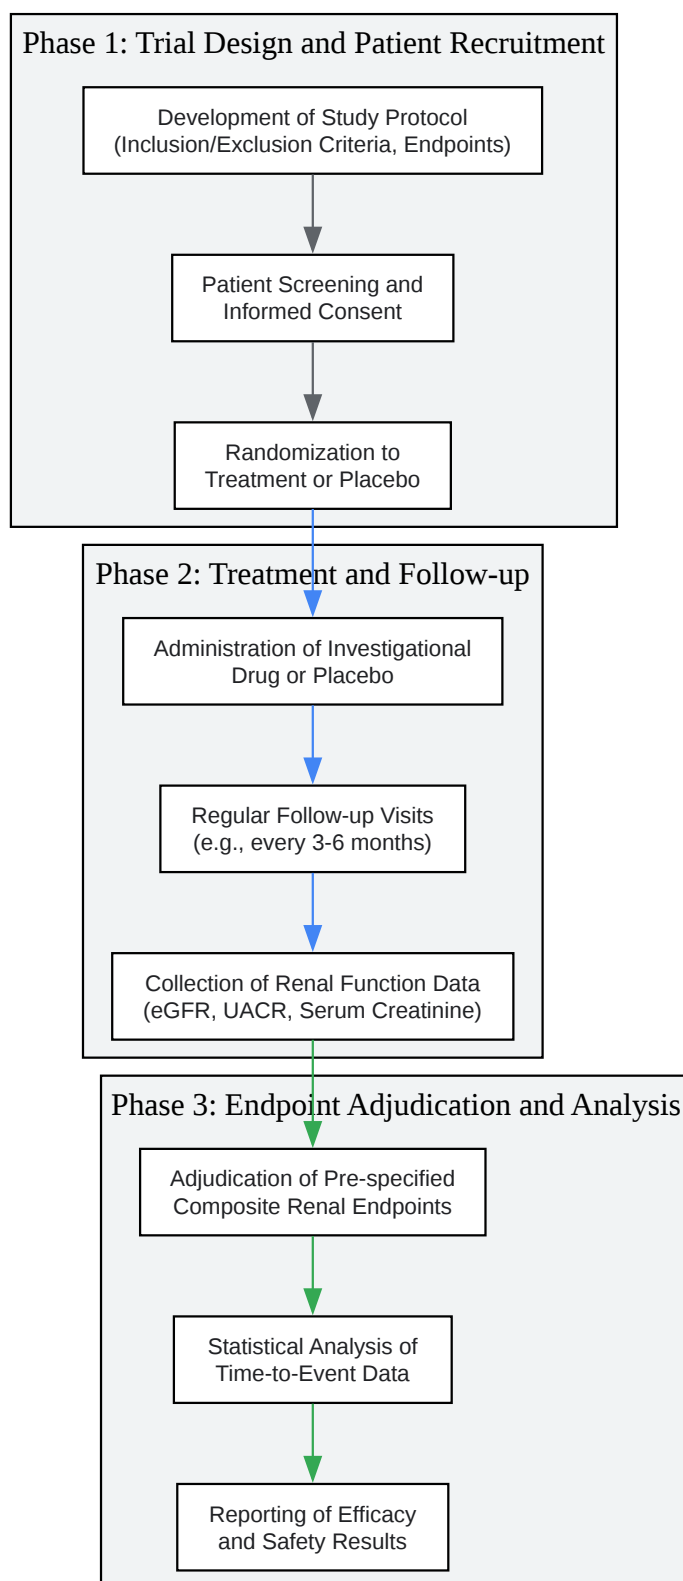 Phase 1: Trial Design and Patient Recruitment
Development of Study Protocol
(Inclusion/Exclusion Criteria, Endpoints)
Patient Screening and
Informed Consent
Randomization to
Treatment or Placebo
Phase 2: Treatment and Follow-up
Administration of Investigational
Drug or Placebo
Regular Follow-up Visits
(e.g., every 3-6 months)
Collection of Renal Function Data
(eGFR, UACR, Serum Creatinine)
Phase 3: Endpoint Adjudication and Analysis
Adjudication of Pre-specified
Composite Renal Endpoints
Statistical Analysis of
Time-to-Event Data
Reporting of Efficacy
and Safety Results